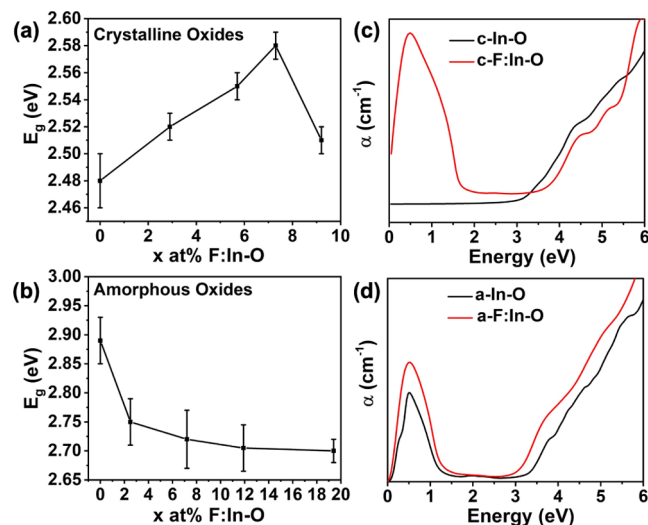 (a)
Crystalline Oxides
E_g (eV)
2.60
2.58
2.56
2.54
2.52
2.50
2.48
2.46
0 2 4 6 8 10
x at% F:In-O
(c)
c-In-O
c-F:In-O
α (cm⁻¹)
0 1 2 3 4 5 6
Energy (eV)
(b)
Amorphous Oxides
E_g (eV)
3.00
2.95
2.90
2.85
2.80
2.75
2.70
2.65
0 2 4 6 8 10 12 14 16 18 20
x at% F:In-O
(d)
a-In-O
a-F:In-O
α (cm⁻¹)
0 1 2 3 4 5 6
Energy (eV)